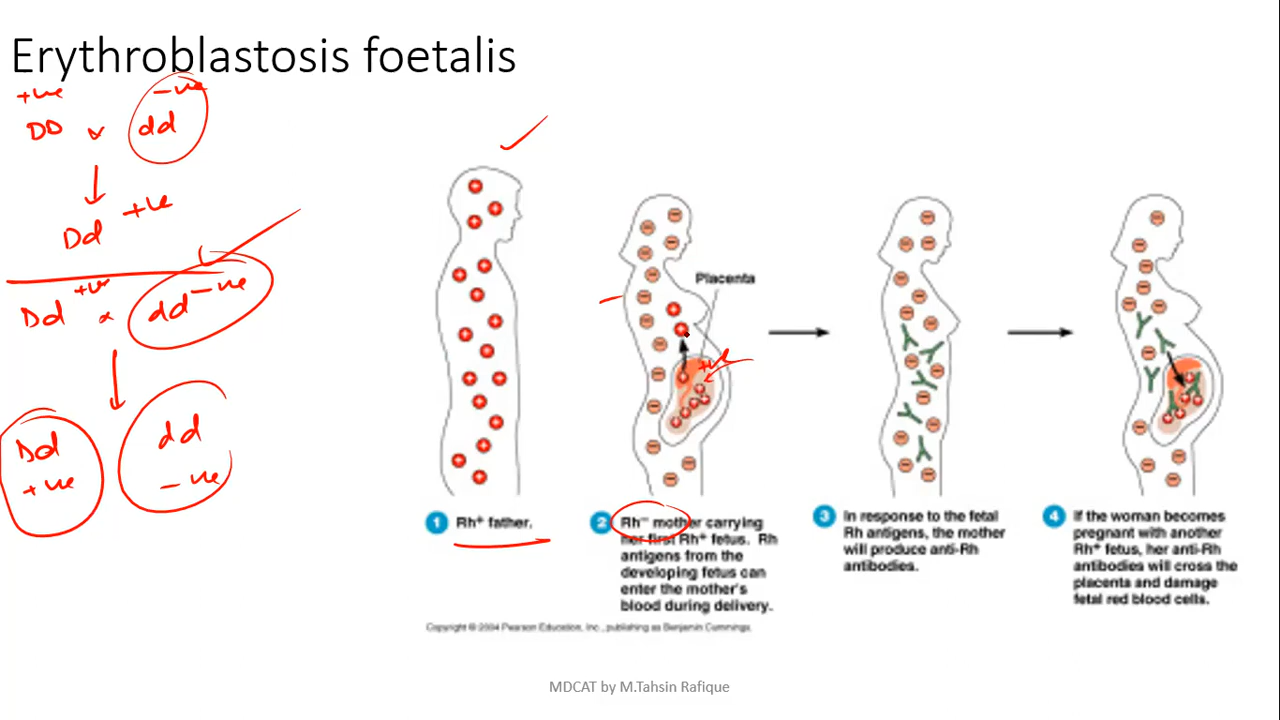 Erythroblastosis foetalis
+ve -ve
DD x dd
Dd +ve
Dd +ve x dd -ve
Dd dd
+ve -ve
Placenta
+ve
1 Rh+ father.
2 Rh– mother carrying
her first Rh+ fetus. Rh
antigens from the
developing fetus can
enter the mother's
blood during delivery.
3 In response to the fetal
Rh antigens, the mother
will produce anti-Rh
antibodies.
4 If the woman becomes
pregnant with another
Rh+ fetus, her anti-Rh
antibodies will cross the
placenta and damage
fetal red blood cells.
Copyright © 2004 Pearson Education, Inc., publishing as Benjamin Cummings.
MDCAT by M.Tahsin Rafique